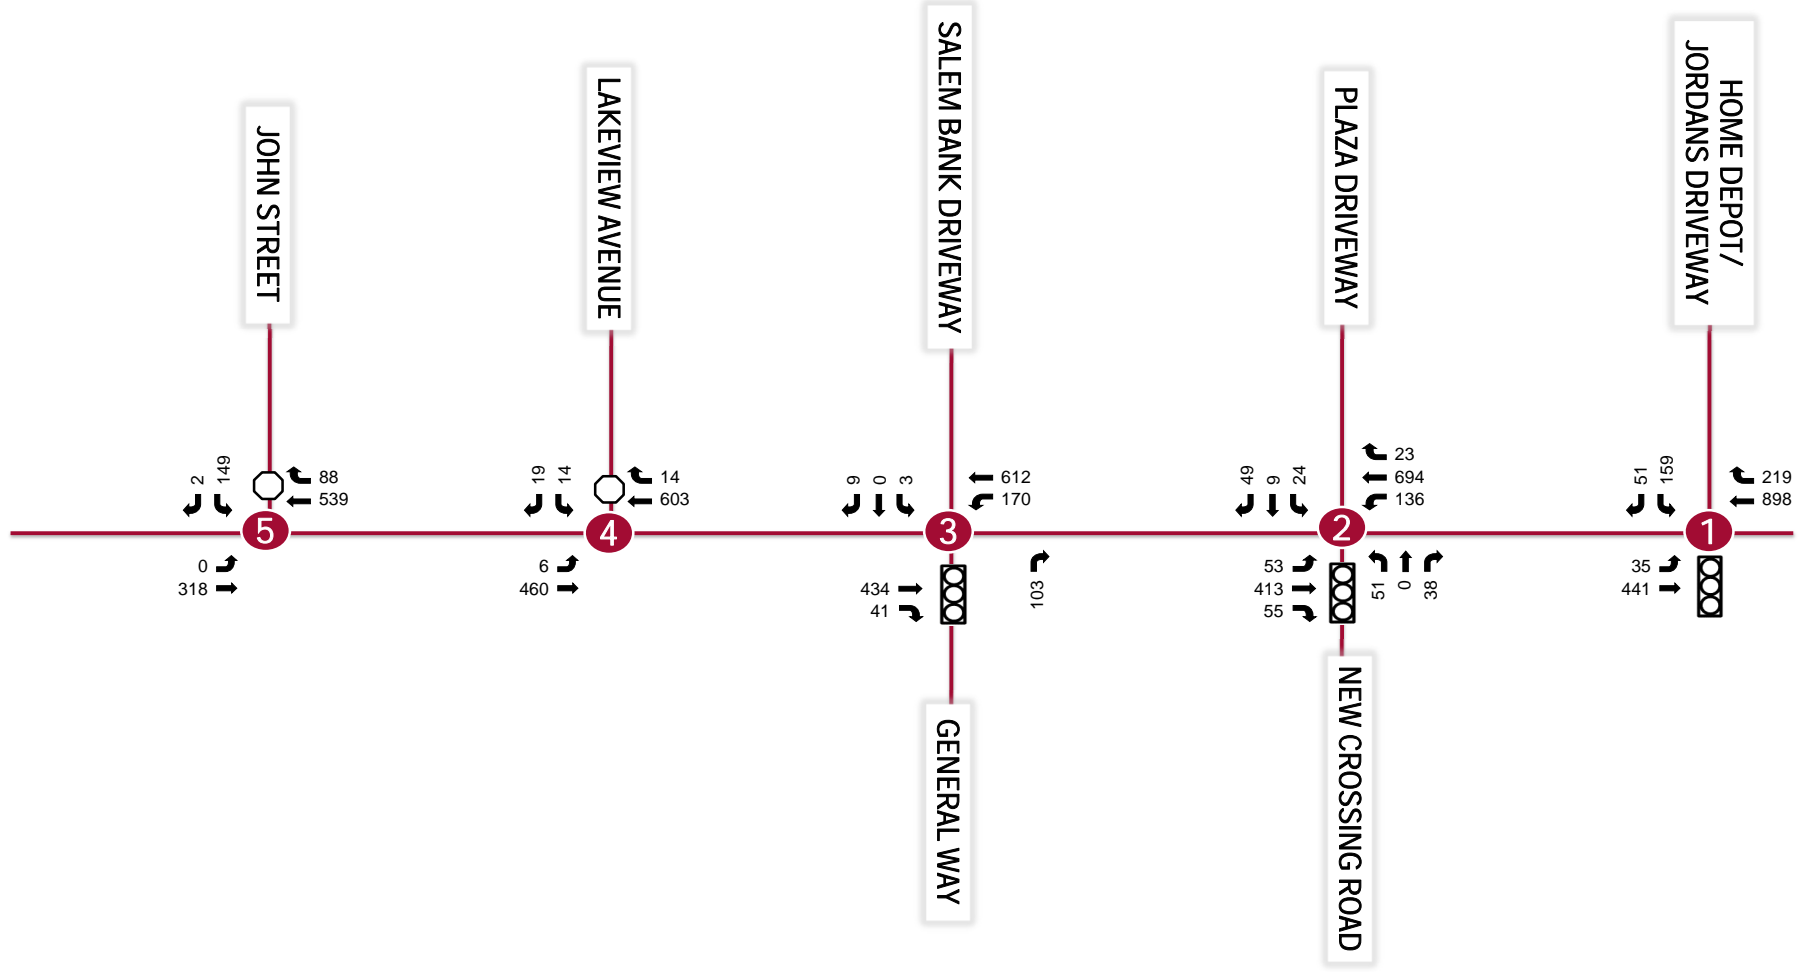 JOHN STREET
LAKEVIEW AVENUE
SALEM BANK DRIVEWAY
PLAZA DRIVEWAY
HOME DEPOT/
JORDANS DRIVEWAY
2 149
88
539
5
0
318
19 14
14
603
4
6
460
9 0 3
612
170
3
434
41
103
49 9 24
23
694
136
2
53
413
55
51 0 38
51 159
219
898
1
35
441
GENERAL WAY
NEW CROSSING ROAD